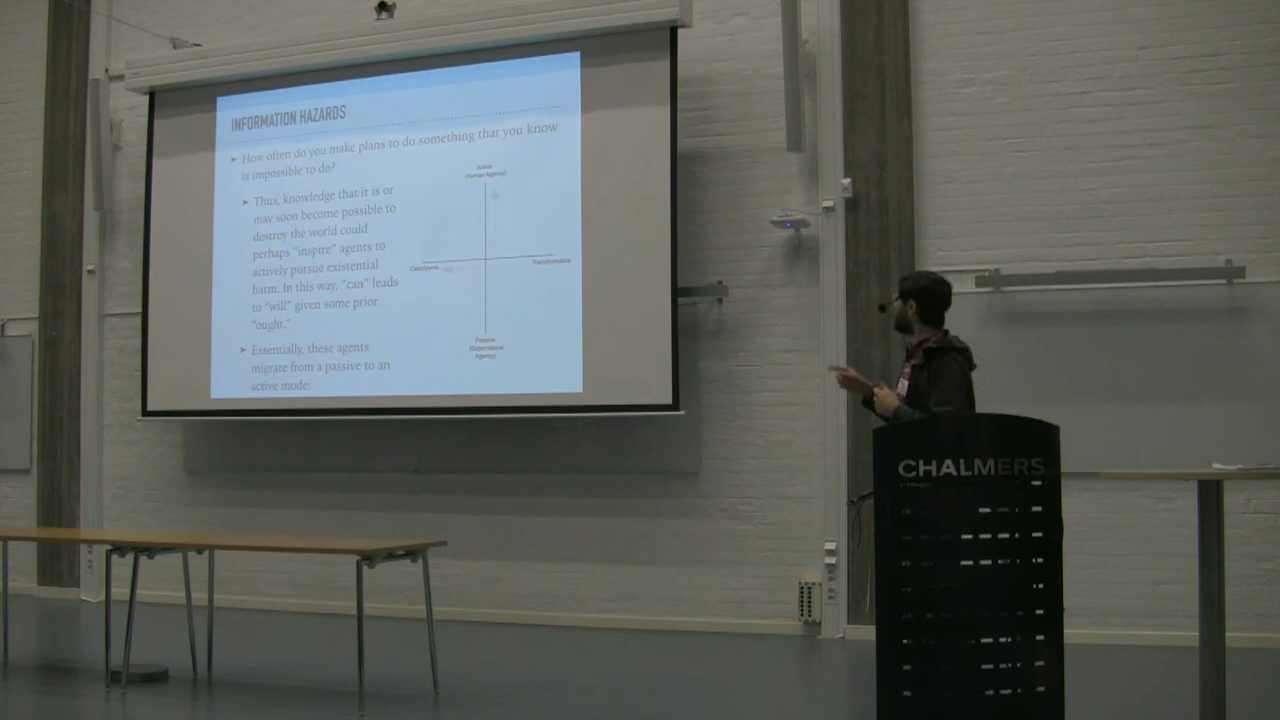 INFORMATION HAZARDS
➤ How often do you make plans to do something that you know
is impossible to do?
➤ Thus, knowledge that it is or
may soon become possible to
destroy the world could
perhaps “inspire” agents to
actively pursue existential
harm. In this way, “can” leads
to “will” given some prior
“ought.”
➤ Essentially, these agents
migrate from a passive to an
active mode:
Active
(Human Agency)
Cataclysmic
Transformative
Passive
(Supernatural
Agency)
CHALMERS